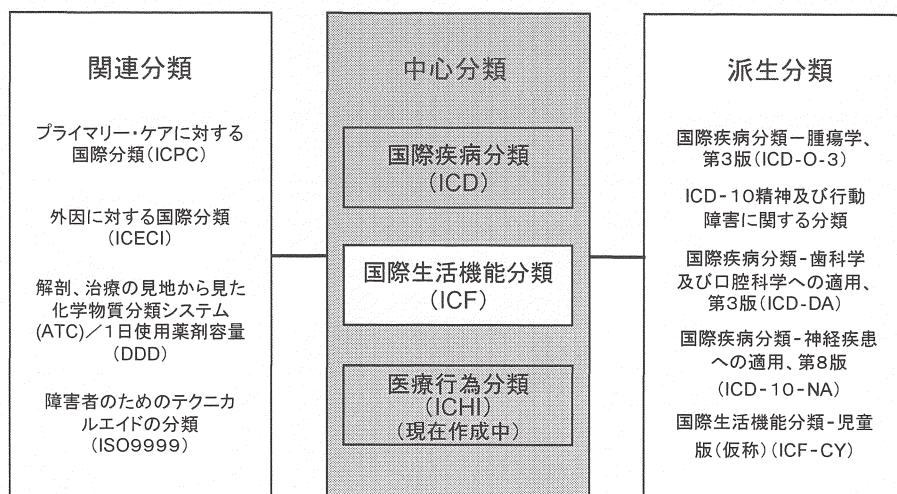 関連分類
プライマリー・ケアに対する
国際分類(ICPC)
外因に対する国際分類
(ICECI)
解剖、治療の見地から見た
化学物質分類システム
(ATC)／1日使用薬剤容量
(DDD)
障害者のためのテクニカ
ルエイドの分類
(ISO9999)
中心分類
国際疾病分類
(ICD)
国際生活機能分類
(ICF)
医療行為分類
(ICHI)
(現在作成中)
派生分類
国際疾病分類－腫瘍学、
第3版(ICD-O-3)
ICD-10精神及び行動
障害に関する分類
国際疾病分類-歯科学
及び口腔科学への適用、
第3版(ICD-DA)
国際疾病分類-神経疾患
への適用、第8版
(ICD-10-NA)
国際生活機能分類-児童
版(仮称)(ICF-CY)